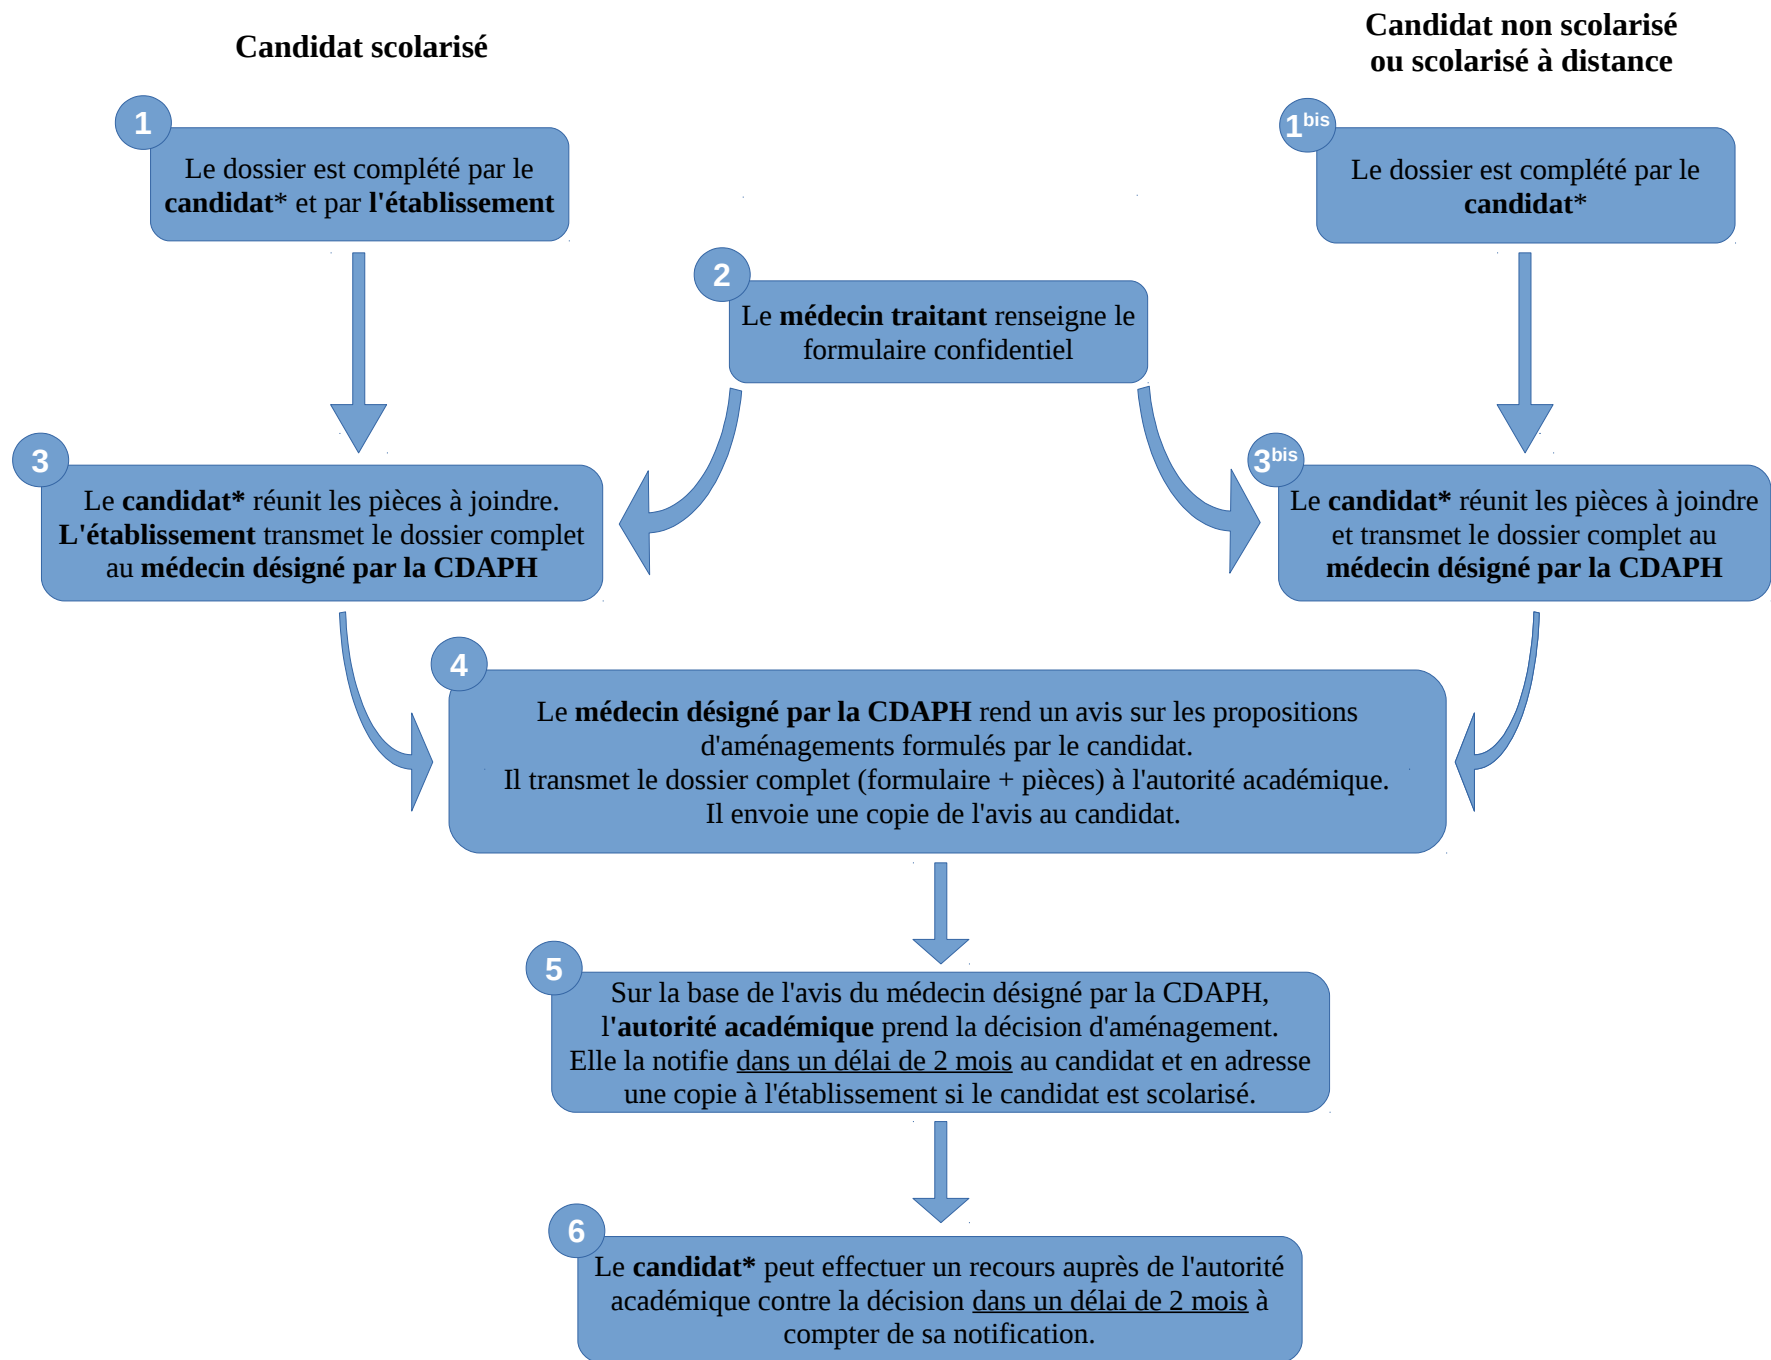 Candidat scolarisé
Candidat non scolarisé
ou scolarisé à distance
1
Le dossier est complété par le
candidat* et par l'établissement
1bis
Le dossier est complété par le
candidat*
2
Le médecin traitant renseigne le
formulaire confidentiel
3
Le candidat* réunit les pièces à joindre.
L'établissement transmet le dossier complet
au médecin désigné par la CDAPH
3bis
Le candidat* réunit les pièces à joindre
et transmet le dossier complet au
médecin désigné par la CDAPH
4
Le médecin désigné par la CDAPH rend un avis sur les propositions
d'aménagements formulés par le candidat.
Il transmet le dossier complet (formulaire + pièces) à l'autorité académique.
Il envoie une copie de l'avis au candidat.
5
Sur la base de l'avis du médecin désigné par la CDAPH,
l'autorité académique prend la décision d'aménagement.
Elle la notifie dans un délai de 2 mois au candidat et en adresse
une copie à l'établissement si le candidat est scolarisé.
6
Le candidat* peut effectuer un recours auprès de l'autorité
académique contre la décision dans un délai de 2 mois à
compter de sa notification.